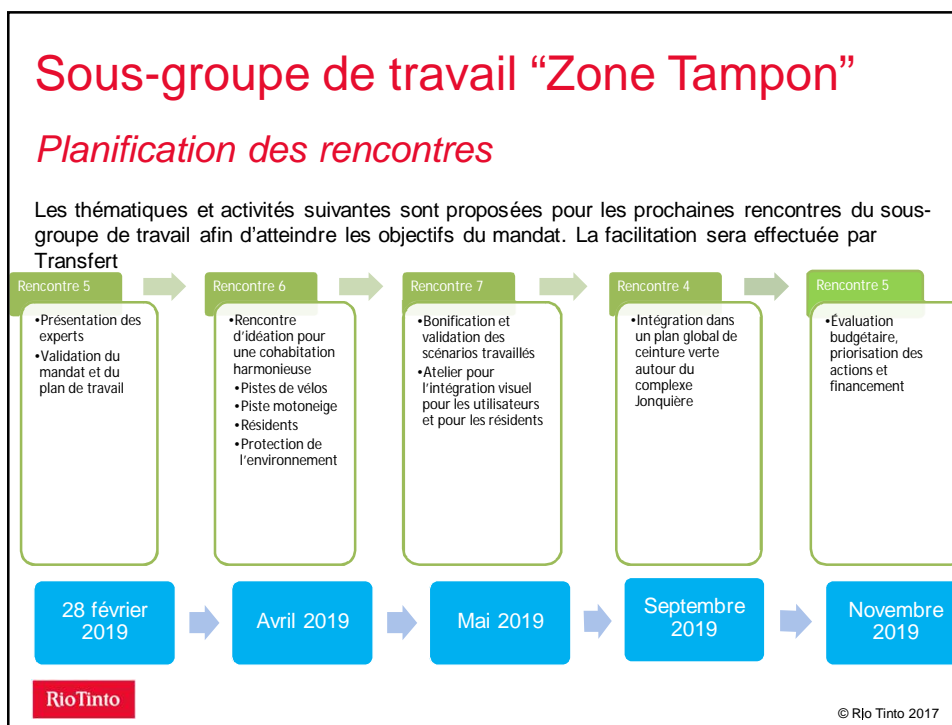 Sous-groupe de travail “Zone Tampon”
Planification des rencontres
Les thématiques et activités suivantes sont proposées pour les prochaines rencontres du sous-
groupe de travail afin d’atteindre les objectifs du mandat. La facilitation sera effectuée par
Transfert
Rencontre 5
•Présentation des
experts
•Validation du
mandat et du
plan de travail
Rencontre 6
•Rencontre
d’idéation pour
une cohabitation
harmonieuse
•Pistes de vélos
•Piste motoneige
•Résidents
•Protection de
l’environnement
Rencontre 7
•Bonification et
validation des
scénarios travaillés
•Atelier pour
l’intégration visuel
pour les utilisateurs
et pour les résidents
Rencontre 4
•Intégration dans
un plan global de
ceinture verte
autour du
complexe
Jonquière
Rencontre 5
•Évaluation
budgétaire,
priorisation des
actions et
financement
28 février
2019
Avril 2019
Mai 2019
Septembre
2019
Novembre
2019
RioTinto
© RIo Tinto 2017